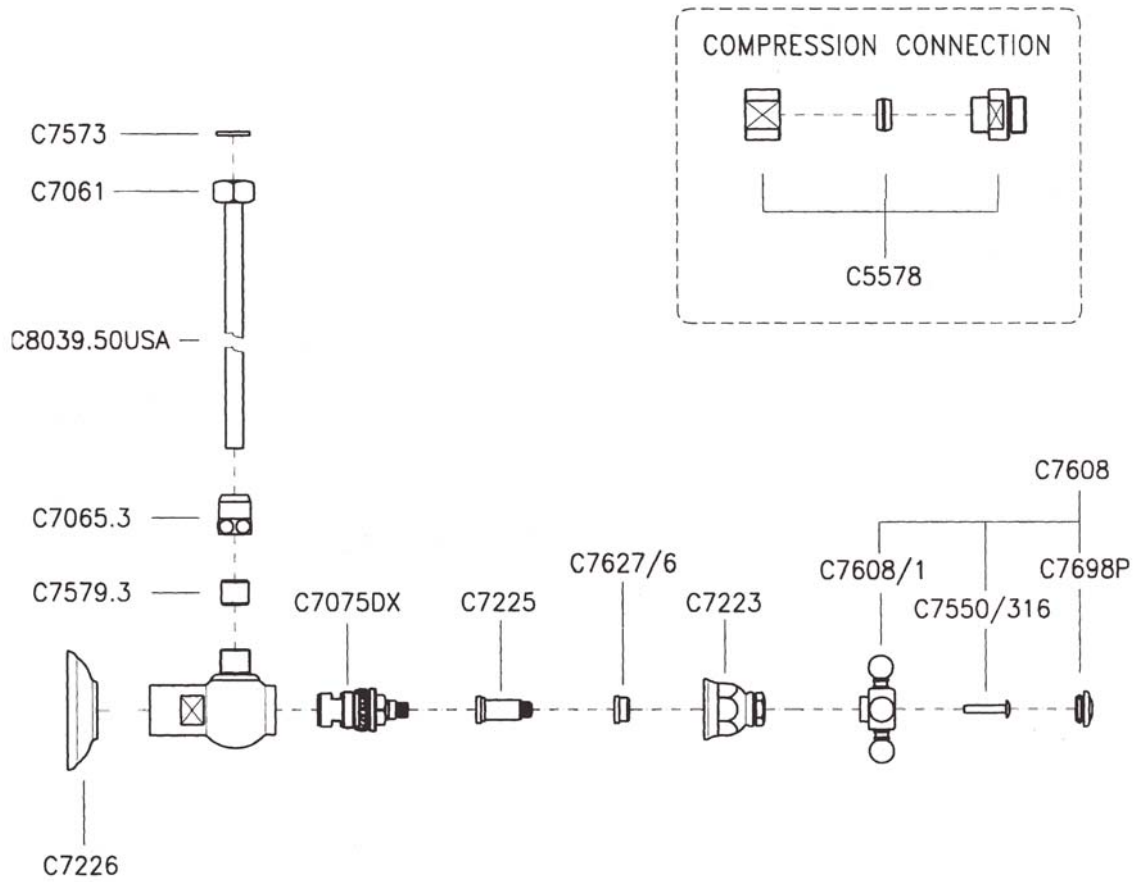 COMPRESSION CONNECTION
C5578
C7573
C7061
C8039.50USA
C7065.3
C7579.3
C7226
C7075DX
C7225
C7627/6
C7223
C7608
C7608/1
C7550/316
C7698P